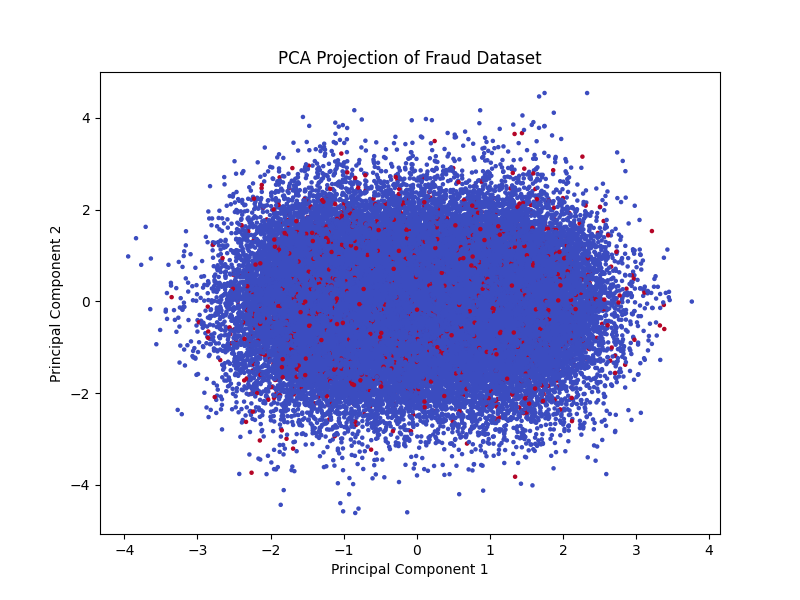 PCA Projection of Fraud Dataset
4
2
0
−2
−4
Principal Component 2
−4 −3 −2 −1 0 1 2 3 4
Principal Component 1